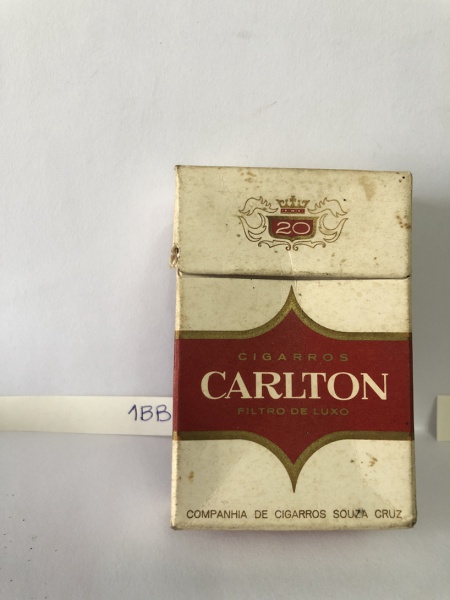 20
CIGARROS
CARLTON
FILTRO DE LUXO
1BB
COMPANHIA DE CIGARROS SOUZA CRUZ